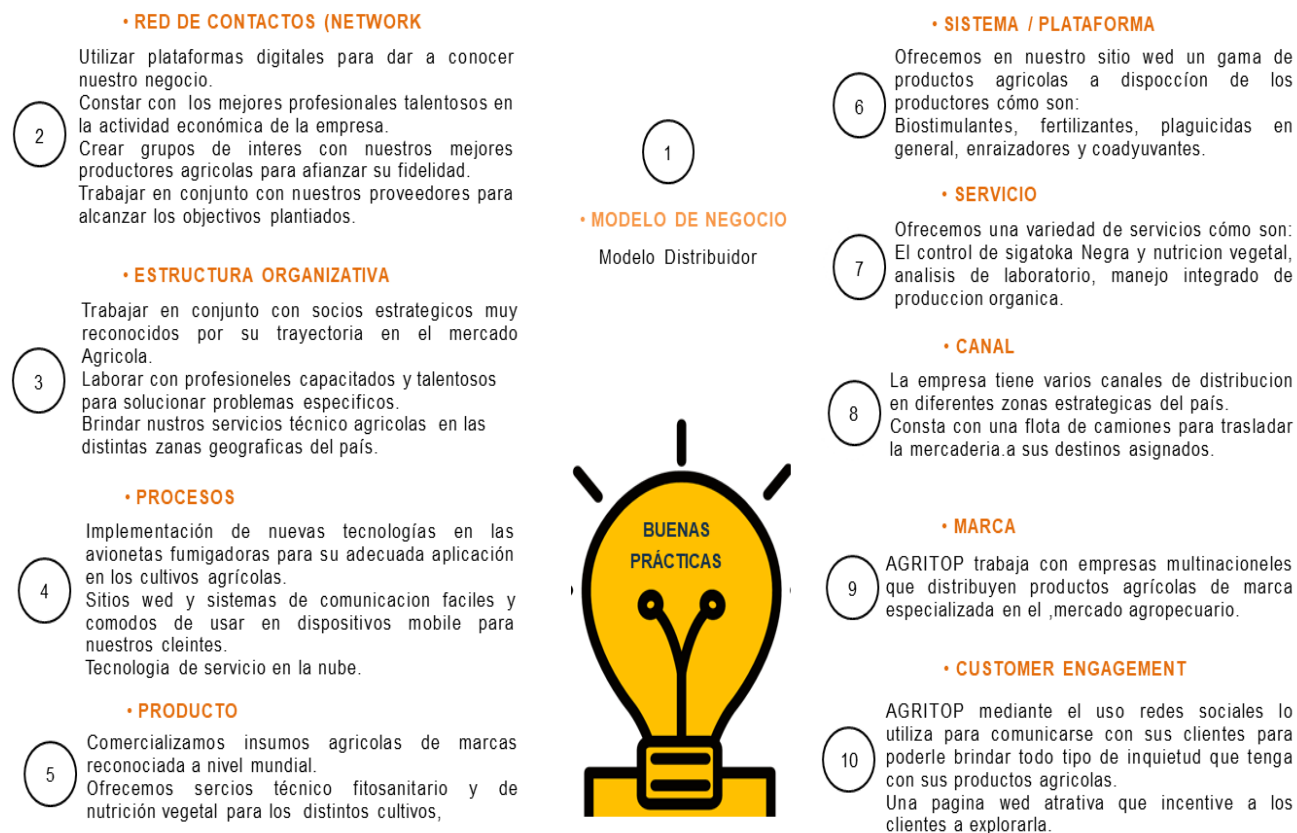 • RED DE CONTACTOS (NETWORK
Utilizar plataformas digitales para dar a conocer
nuestro negocio.
Constar con los mejores profesionales talentosos en
la actividad económica de la empresa.
Crear grupos de interes con nuestros mejores
productores agricolas para afianzar su fidelidad.
Trabajar en conjunto con nuestros proveedores para
alcanzar los objectivos plantiados.
2
• ESTRUCTURA ORGANIZATIVA
Trabajar en conjunto con socios estrategicos muy
reconocidos por su trayectoria en el mercado
Agricola.
Laborar con profesioneles capacitados y talentosos
para solucionar problemas especificos.
Brindar nustros servicios técnico agricolas en las
distintas zanas geograficas del país.
3
• PROCESOS
Implementación de nuevas tecnologías en las
avionetas fumigadoras para su adecuada aplicación
en los cultivos agrícolas.
Sitios wed y sistemas de comunicacion faciles y
comodos de usar en dispositivos mobile para
nuestros cleintes.
Tecnologia de servicio en la nube.
4
• PRODUCTO
Comercializamos insumos agricolas de marcas
reconociada a nivel mundial.
Ofrecemos sercios técnico fitosanitario y de
nutrición vegetal para los distintos cultivos,
5
1
• MODELO DE NEGOCIO
Modelo Distribuidor
BUENAS
PRÁCTICAS
• SISTEMA / PLATAFORMA
Ofrecemos en nuestro sitio wed un gama de
productos agricolas a dispoccíon de los
productores cómo son:
Biostimulantes, fertilizantes, plaguicidas en
general, enraizadores y coadyuvantes.
6
• SERVICIO
Ofrecemos una variedad de servicios cómo son:
El control de sigatoka Negra y nutricion vegetal,
analisis de laboratorio, manejo integrado de
produccion organica.
7
• CANAL
La empresa tiene varios canales de distribucion
en diferentes zonas estrategicas del país.
Consta con una flota de camiones para trasladar
la mercaderia.a sus destinos asignados.
8
• MARCA
AGRITOP trabaja con empresas multinacioneles
que distribuyen productos agrícolas de marca
especializada en el ,mercado agropecuario.
9
• CUSTOMER ENGAGEMENT
AGRITOP mediante el uso redes sociales lo
utiliza para comunicarse con sus clientes para
poderle brindar todo tipo de inquietud que tenga
con sus productos agricolas.
Una pagina wed atrativa que incentive a los
clientes a explorarla.
10